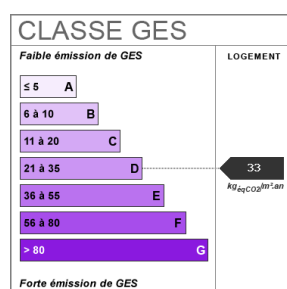 CLASSE GES
Faible émission de GES
LOGEMENT
≤ 5 A
6 à 10 B
11 à 20 C
21 à 35 D
33
kgéqCO2/m².an
36 à 55 E
56 à 80 F
> 80 G
Forte émission de GES